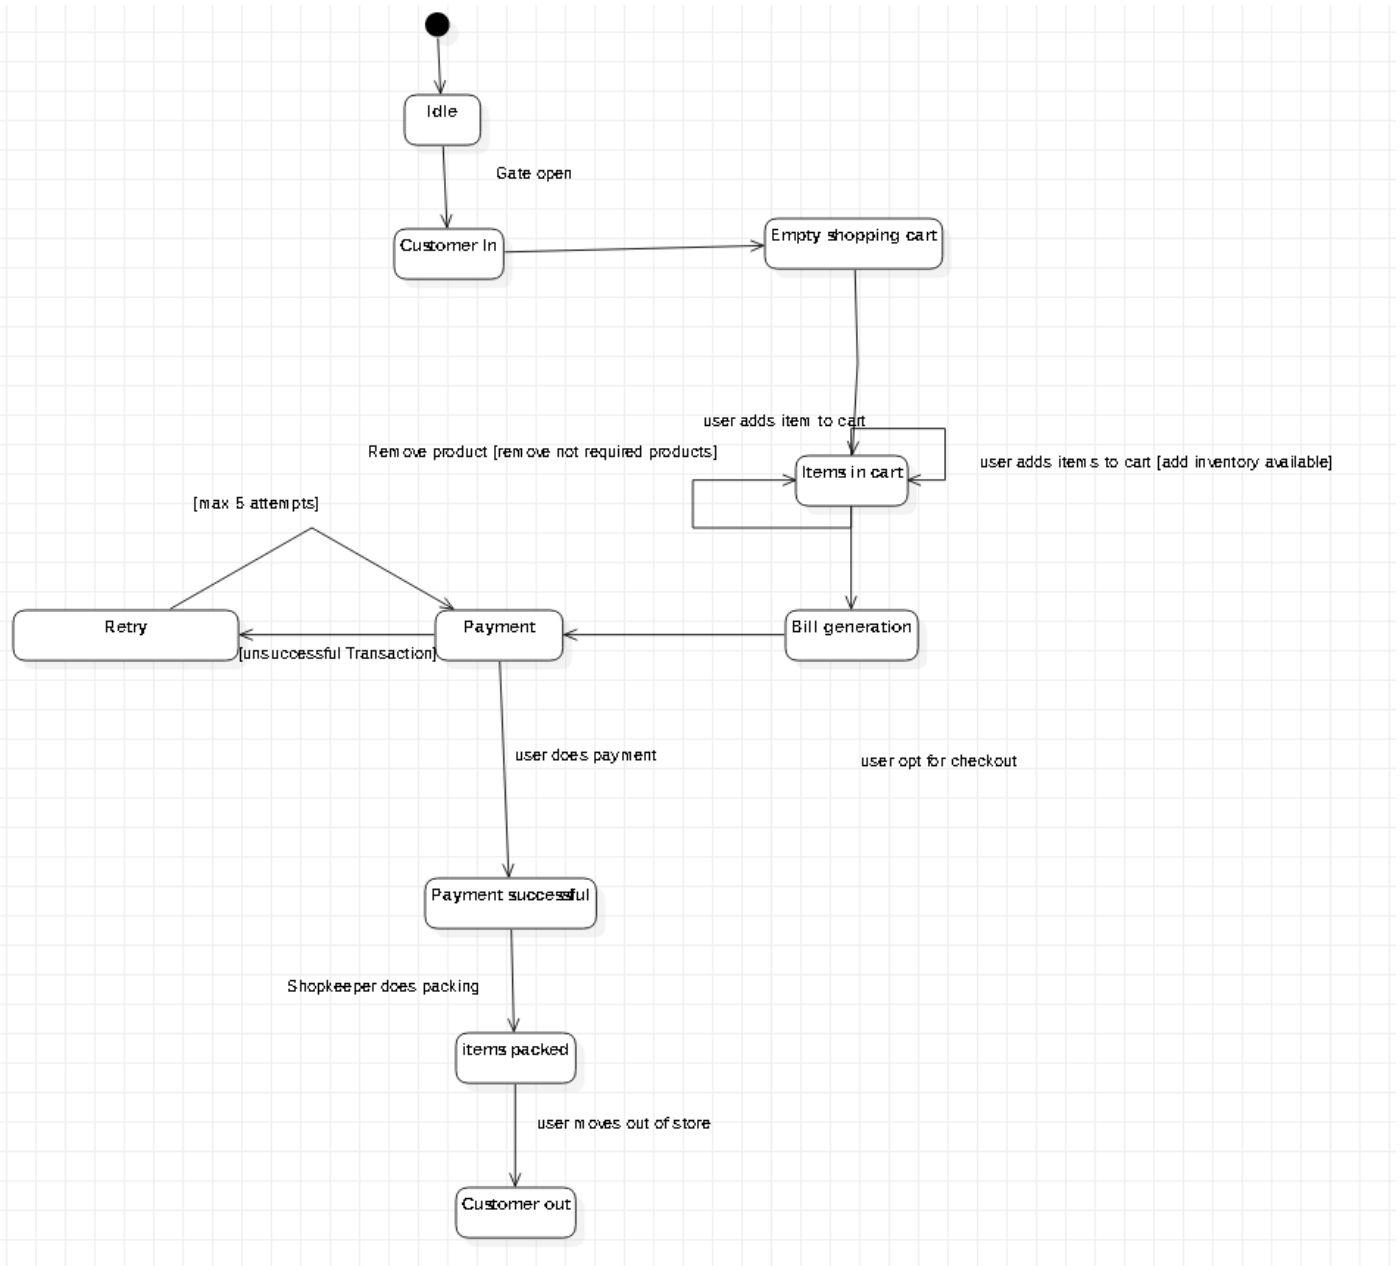 Idle
Gate open
Customer In
Empty shopping cart
user adds item to cart
Remove product [remove not required products]
user adds items to cart [add inventory available]
Items in cart
[max 5 attempts]
Retry
Payment
Bill generation
[unsuccessful Transaction]
user does payment
user opt for checkout
Payment successful
Shopkeeper does packing
items packed
user moves out of store
Customer out